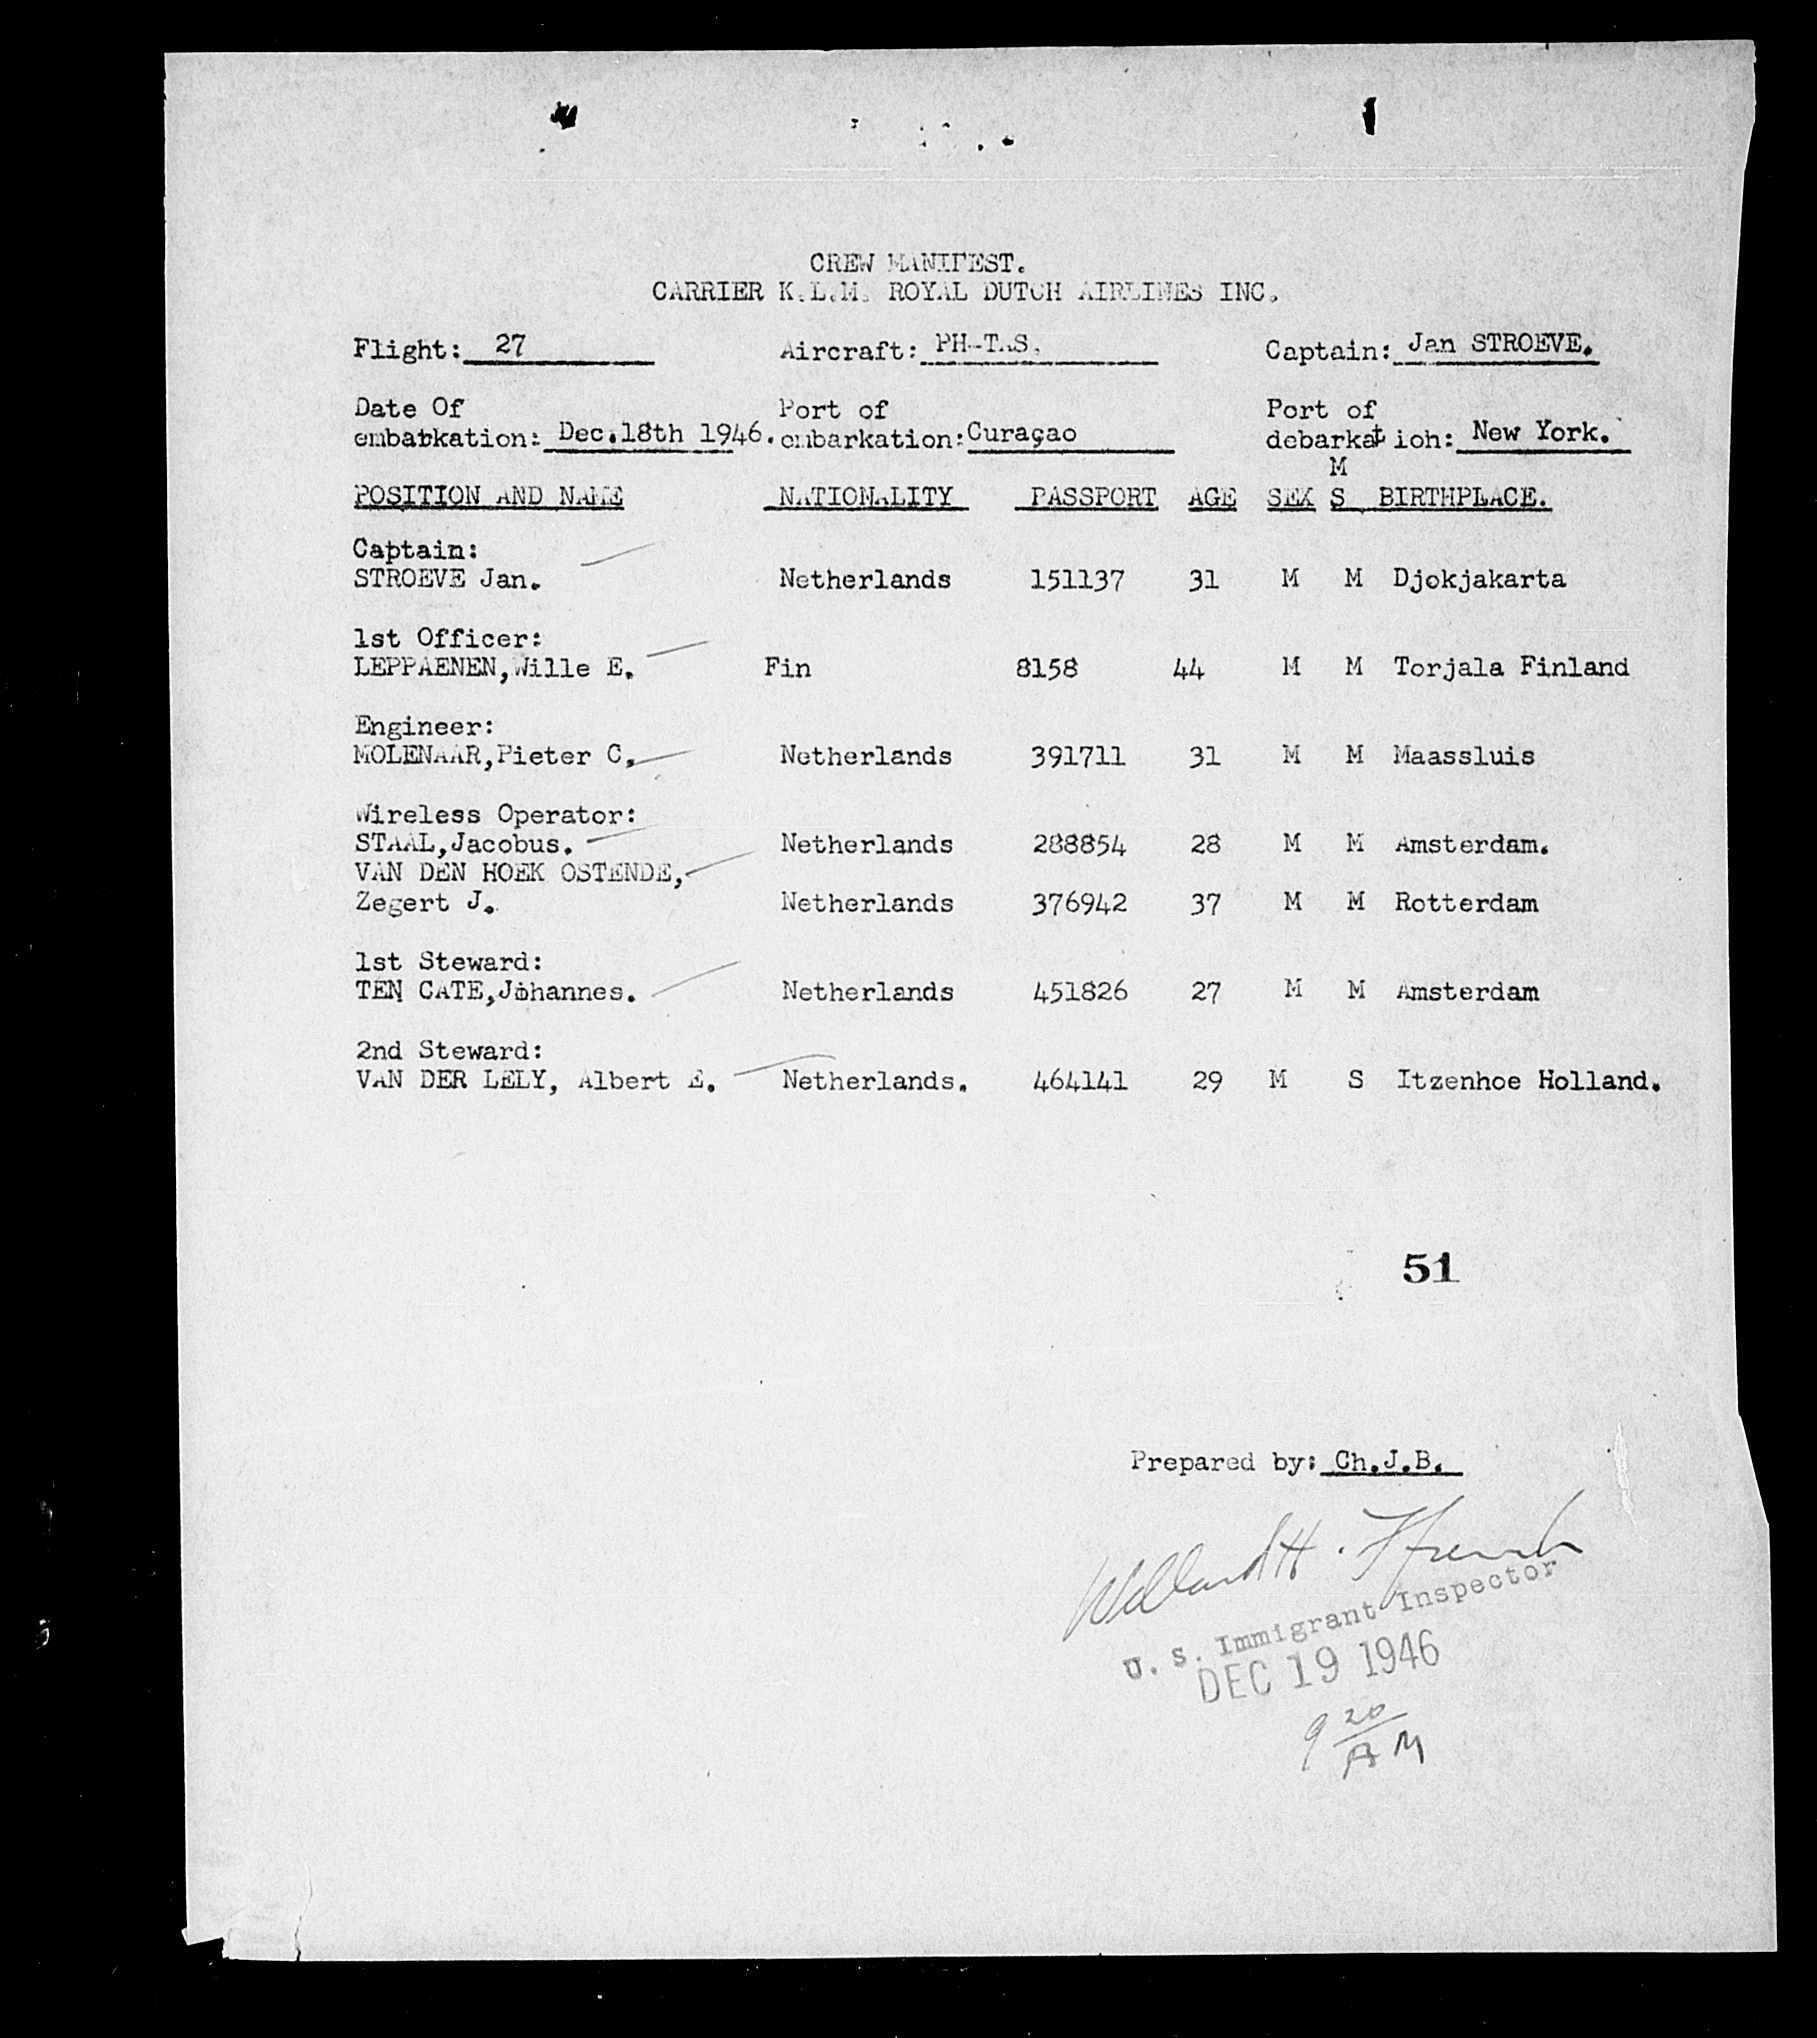 CREW MANIFEST.
CARRIER K.L.M. ROYAL DUTCH AIRLINES INC.
Flight: 27 Aircraft: PH-TAS. Captain: Jan STROEVE.
Date Of Port of Port of
embarkation: Dec.18th 1946. embarkation: Curaçao debarkat ioh: New York.
M
POSITION AND NAME NATIONALITY PASSPORT AGE SEX S BIRTHPLACE.
Captain:
STROEVE Jan. Netherlands 151137 31 M M Djokjakarta
1st Officer:
LEPPAENEN,Wille E. Fin 8158 44 M M Torjala Finland
Engineer:
MOLENAAR,Pieter C. Netherlands 391711 31 M M Maassluis
Wireless Operator:
STAAL,Jacobus. Netherlands 288854 28 M M Amsterdam.
VAN DEN HOEK OSTENDE,
Zegert J. Netherlands 376942 37 M M Rotterdam
1st Steward:
TEN CATE,Johannes. Netherlands 451826 27 M M Amsterdam
2nd Steward:
VAN DER LELY, Albert E. Netherlands. 464141 29 M S Itzenhoe Holland.
51
Prepared by: Ch.J.B.
U. S. Immigrant Inspector
DEC 19 1946
9 20
AM